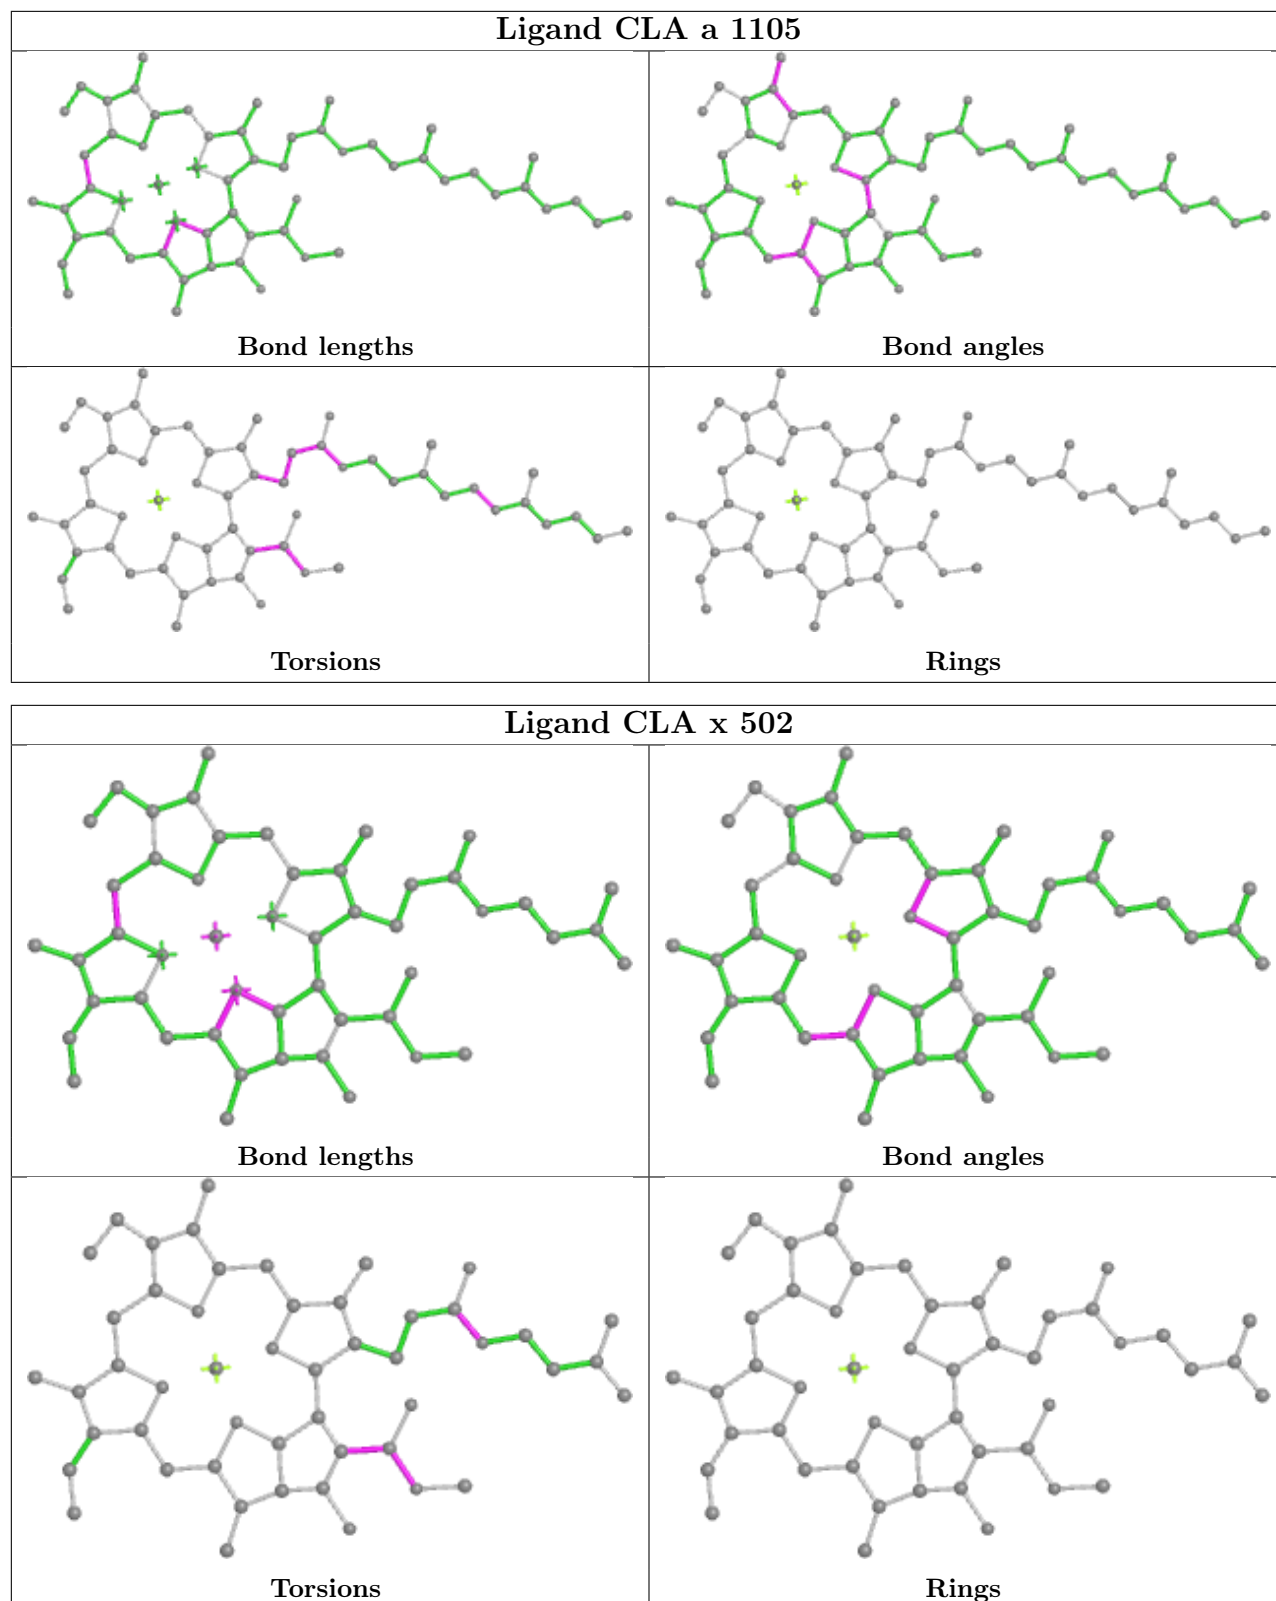 Ligand CLA a 1105
Bond lengths
Bond angles
Torsions
Rings
Ligand CLA x 502
Bond lengths
Bond angles
Torsions
Rings